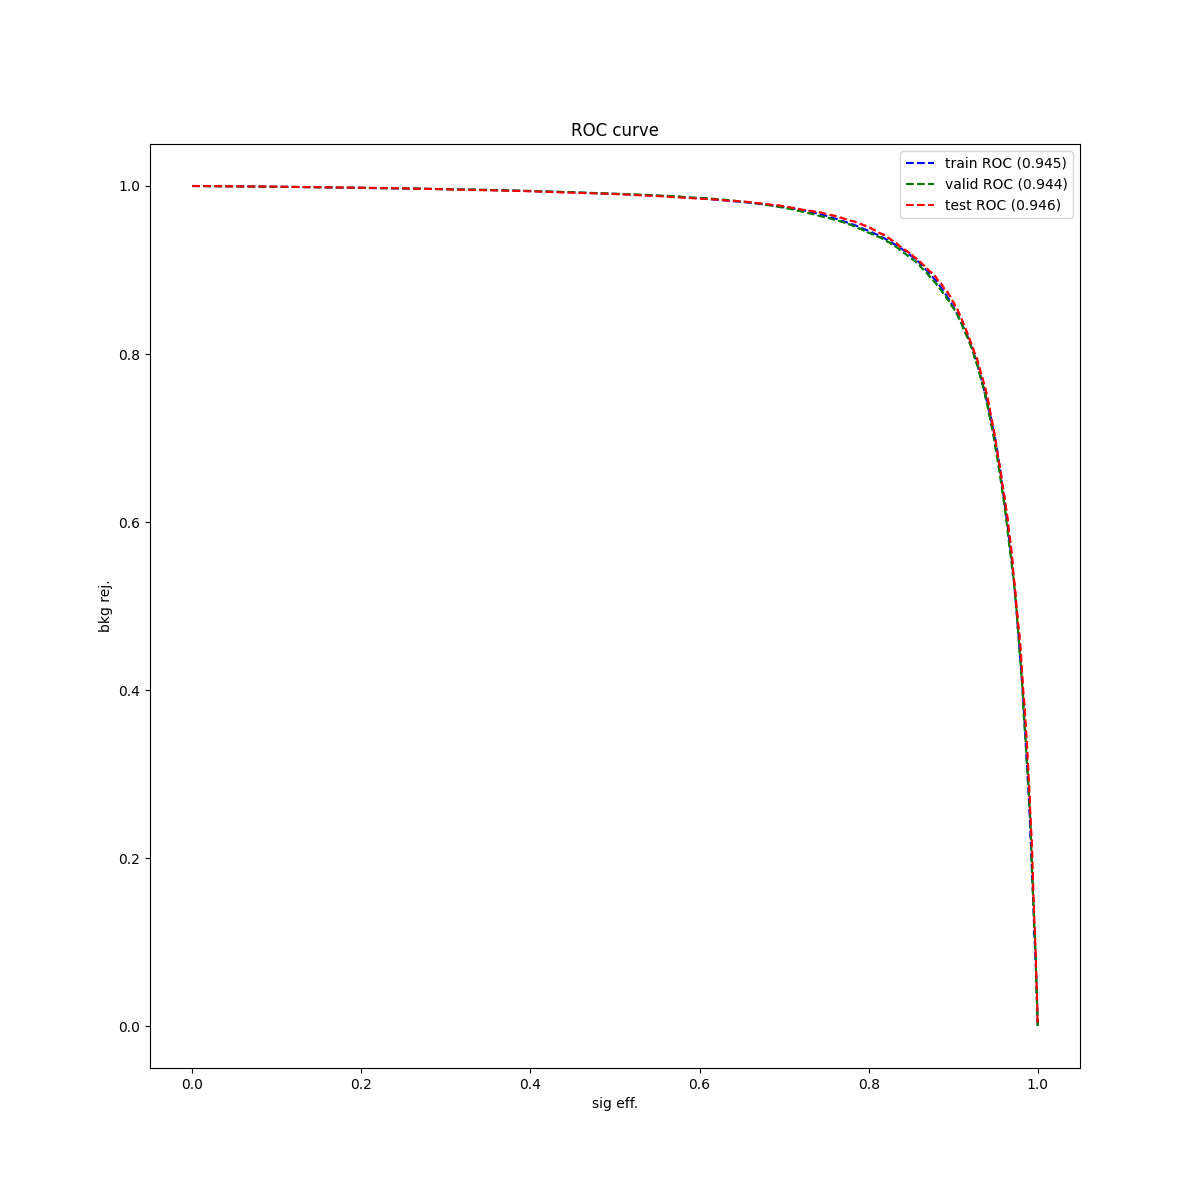 ROC curve
train ROC (0.945)
valid ROC (0.944)
test ROC (0.946)
1.0
0.8
0.6
0.4
0.2
0.0
bkg rej.
0.0 0.2 0.4 0.6 0.8 1.0
sig eff.